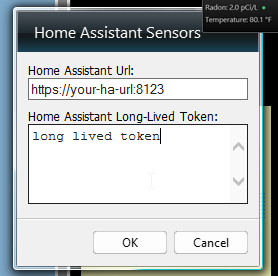 Radon: 2.0 pCi/L
Temperature: 80.1 °F
Home Assistant Sensors
Home Assistant Url:
https://your-ha-url:8123
Home Assistant Long-Lived Token:
long lived token
OK
Cancel